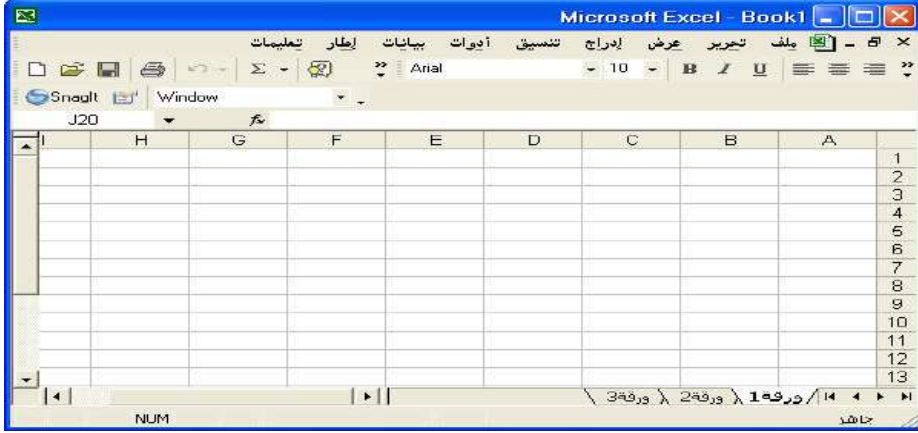 Microsoft Excel - Book1
ملف تحرير عرض إدراج تنسيق أدوات بيانات إطار تعليمات
Σ Arial 10 B I U
SnagIt Window
J20 fx
I H G F E D C B A
1
2
3
4
5
6
7
8
9
10
11
12
13
ورقة1 ورقة2 ورقة3
جاهز NUM